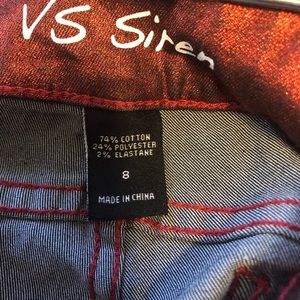 VS Siren
74% COTTON
24% POLYESTER
2% ELASTANE
8
MADE IN CHINA